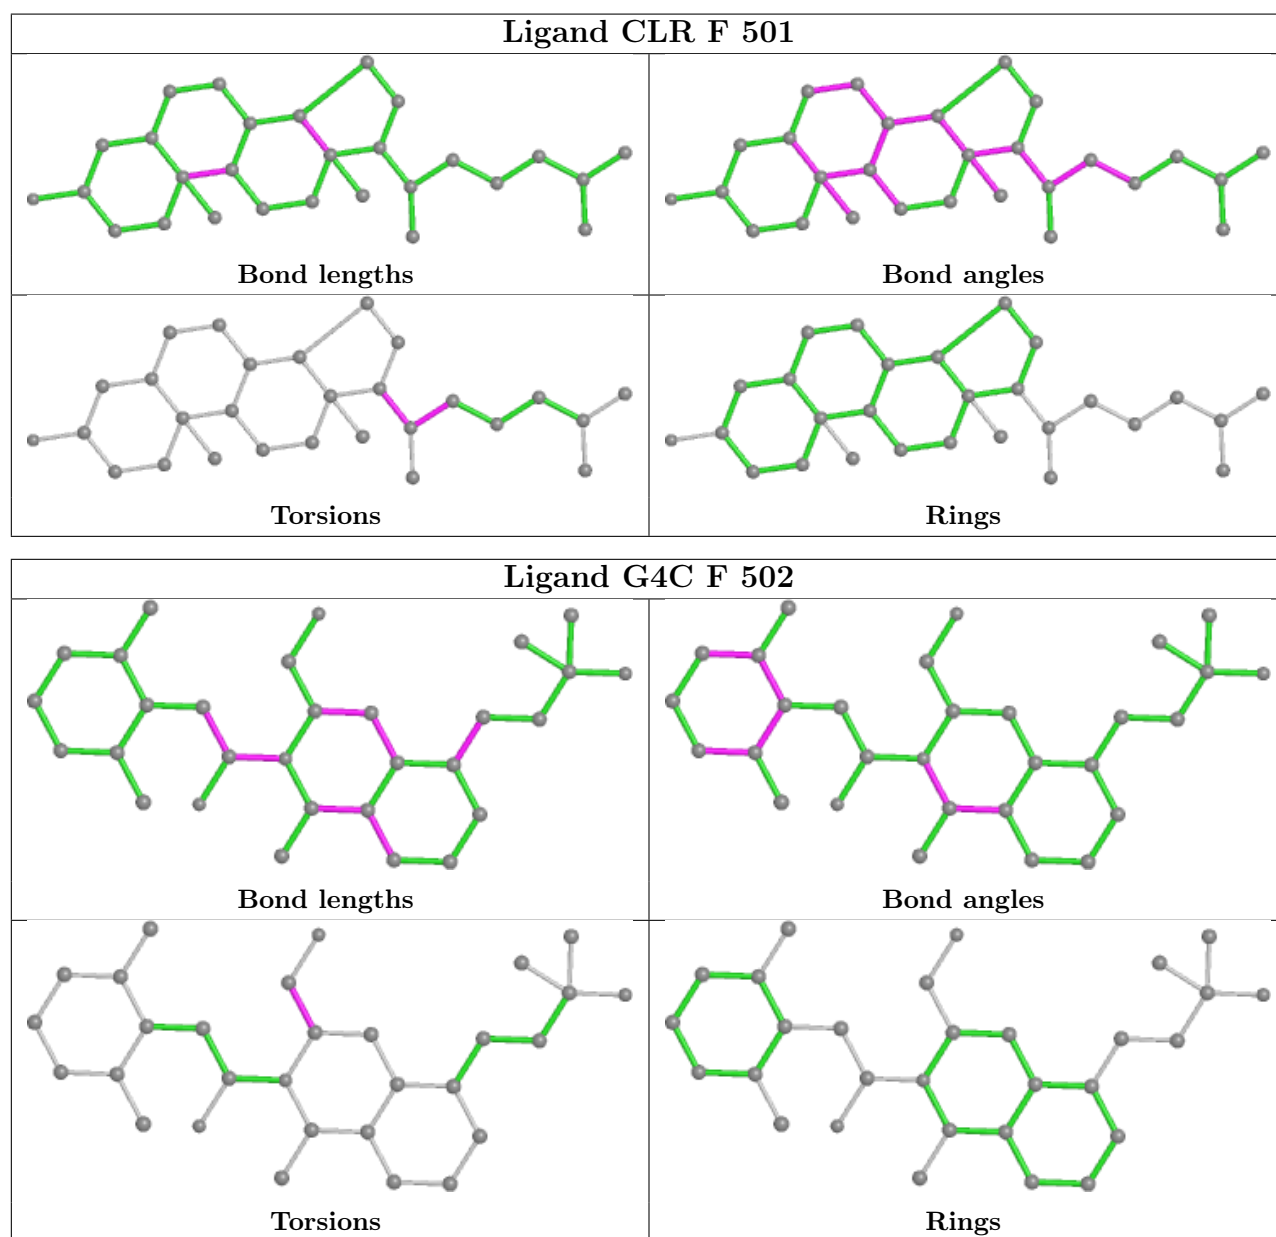 Ligand CLR F 501
Bond lengths
Bond angles
Torsions
Rings
Ligand G4C F 502
Bond lengths
Bond angles
Torsions
Rings